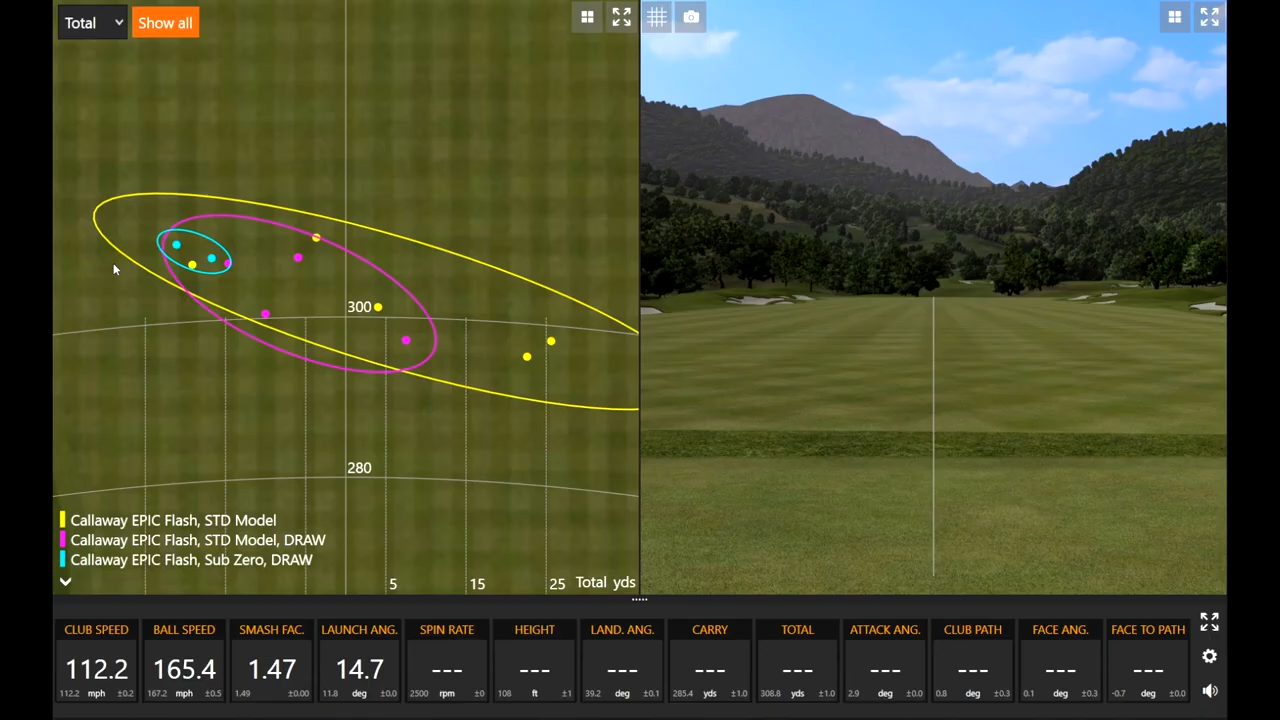 Total
Show all
300
280
Callaway EPIC Flash, STD Model
Callaway EPIC Flash, STD Model, DRAW
Callaway EPIC Flash, Sub Zero, DRAW
5 15 25 Total yds
CLUB SPEED BALL SPEED SMASH FAC. LAUNCH ANG. SPIN RATE HEIGHT LAND. ANG. CARRY TOTAL ATTACK ANG. CLUB PATH FACE ANG. FACE TO PATH
112.2 165.4 1.47 14.7 --- --- --- --- --- --- --- --- ---
112.2 mph ±0.2 167.2 mph ±0.5 1.49 ±0.00 11.8 deg ±0.0 2500 rpm ±0 108 ft ±1 39.2 deg ±0.1 285.4 yds ±1.0 308.8 yds ±1.0 2.9 deg ±0.0 0.8 deg ±0.3 0.1 deg ±0.3 -0.7 deg ±0.0